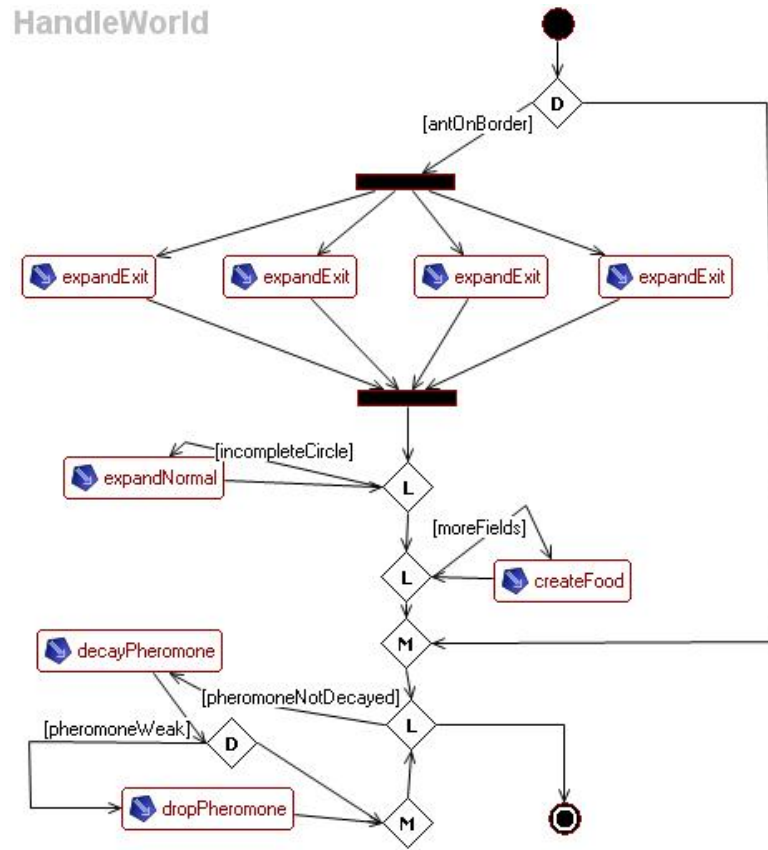 HandleWorld
D
[antOnBorder]
expandExit
expandExit
expandExit
expandExit
[incompleteCircle]
expandNormal
L
[moreFields]
L
createFood
M
decayPheromone
[pheromoneNotDecayed]
L
[pheromoneWeak]
D
dropPheromone
M